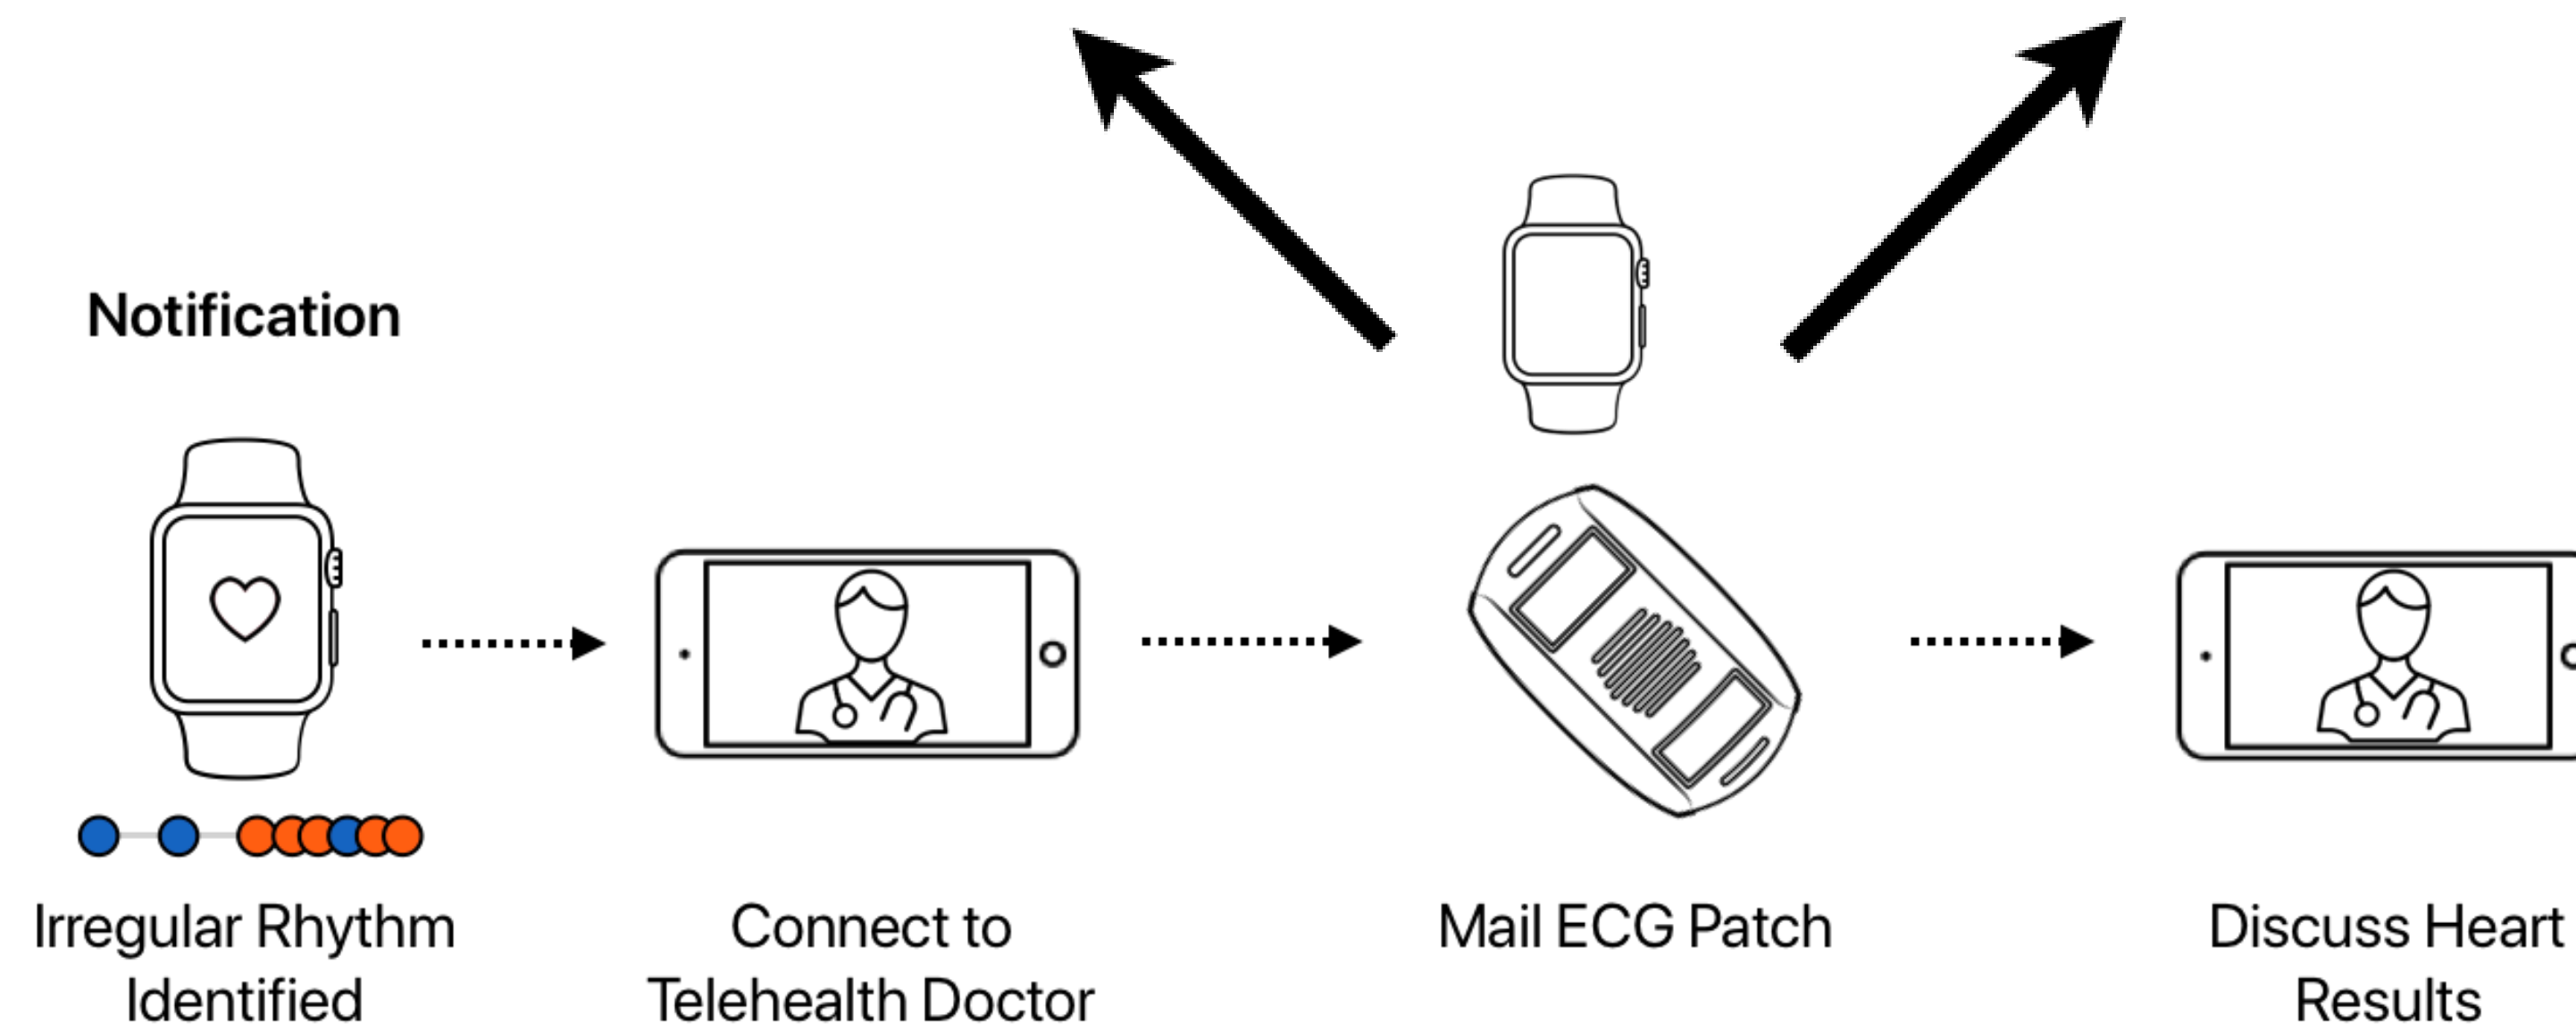 Notification
Irregular Rhythm
Identified
Connect to
Telehealth Doctor
Mail ECG Patch
Discuss Heart
Results